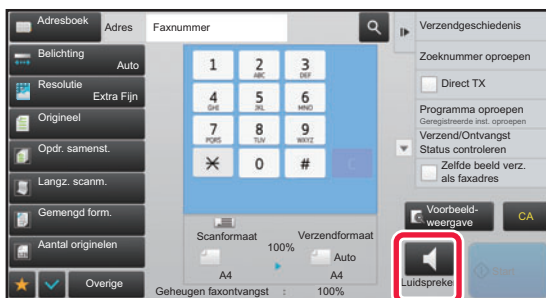 Adresboek
Adres
Faxnummer
Belichting
Auto
Resolutie
Extra Fijn
Origineel
Opdr. samenst.
Langz. scanm.
Gemengd form.
Aantal originelen
Overige
1
2
ABC
3
DEF
4
GHI
5
JKL
6
MNO
7
PQRS
8
TUV
9
WXYZ
0
#
C
Scanformaat
100%
Verzendformaat
Auto
A4
A4
Geheugen faxontvangst : 100%
Verzendgeschiedenis
Zoeknummer oproepen
Direct TX
Programma oproepen
Geregistreerde inst. oproepen
Verzend/Ontvangst
Status controleren
Zelfde beeld verz.
als faxadres
Voorbeeld-
weergave
CA
Luidspreker
Start